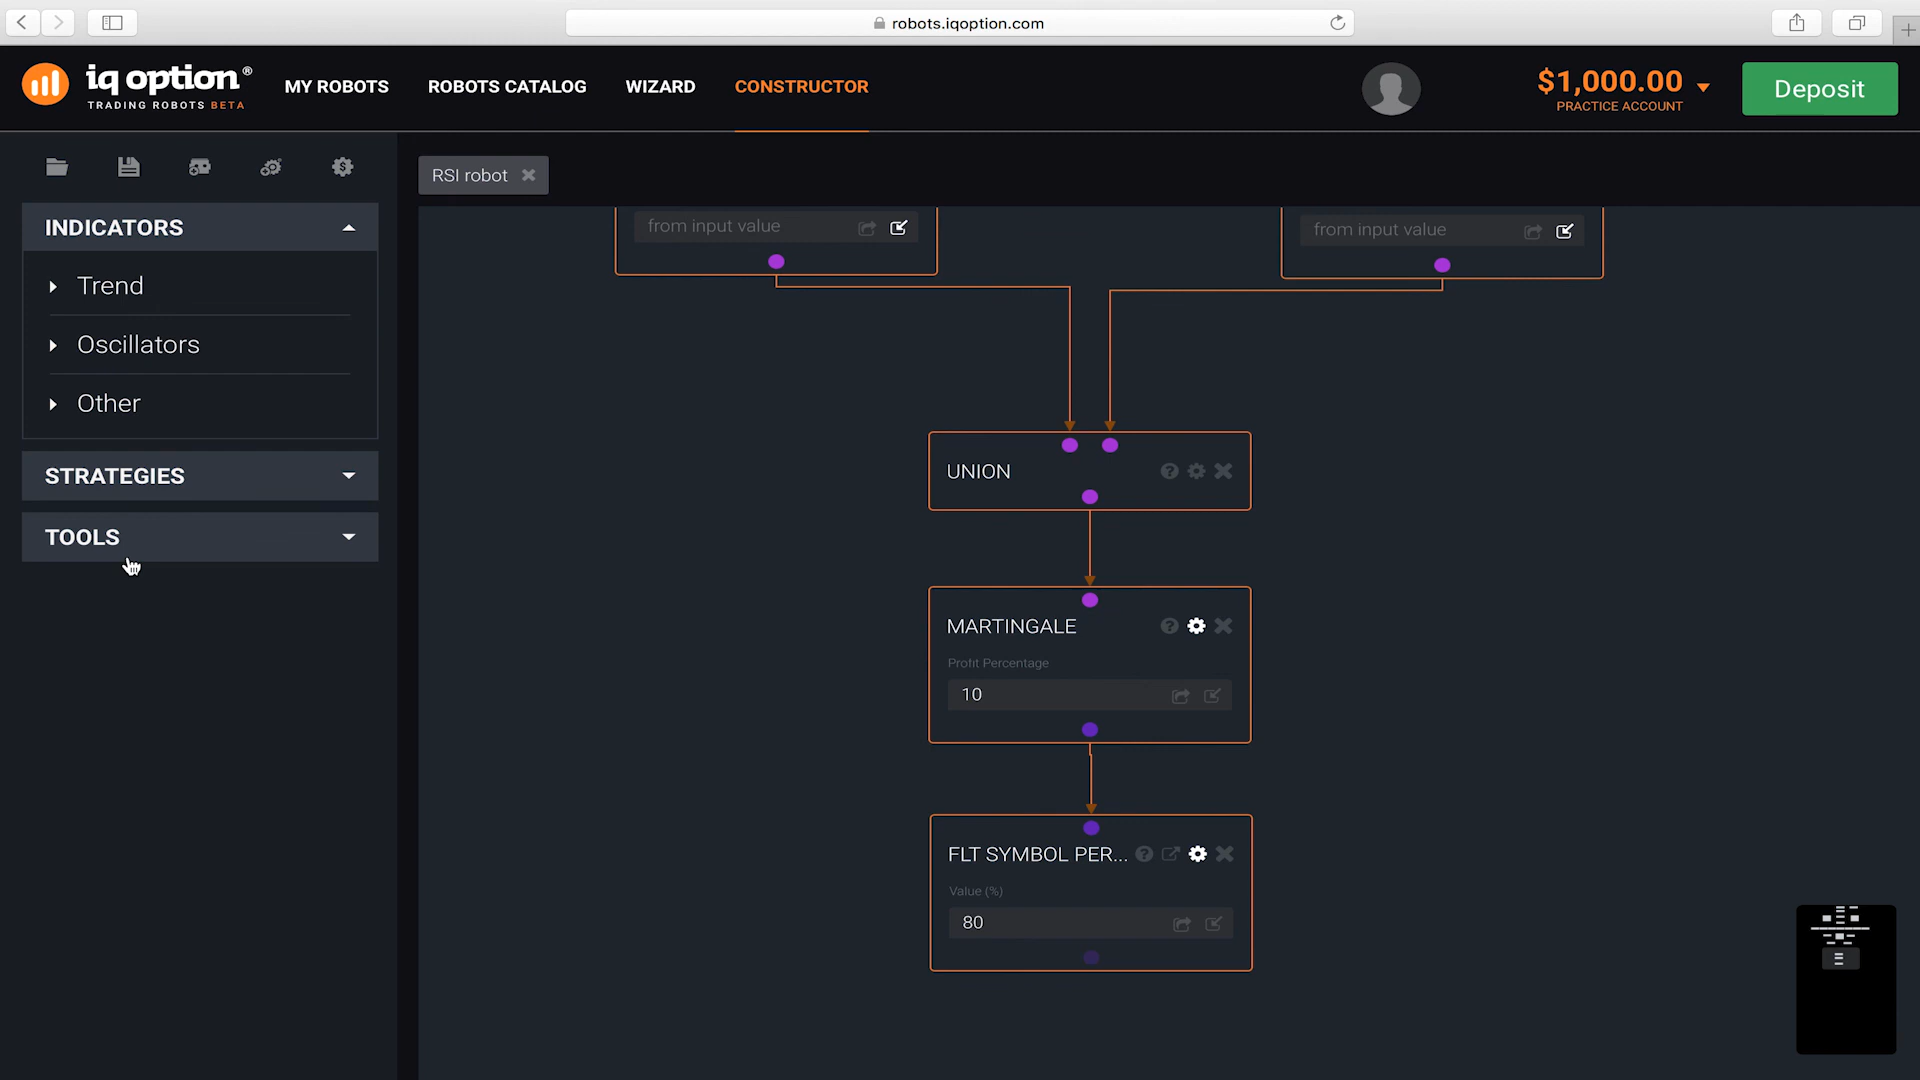 robots.iqoption.com
iq option®
TRADING ROBOTS BETA
MY ROBOTS
ROBOTS CATALOG
WIZARD
CONSTRUCTOR
$1,000.00
PRACTICE ACCOUNT
Deposit
RSI robot
INDICATORS
Trend
Oscillators
Other
STRATEGIES
TOOLS
from input value
from input value
UNION
MARTINGALE
Profit Percentage
10
FLT SYMBOL PER...
Value (%)
80